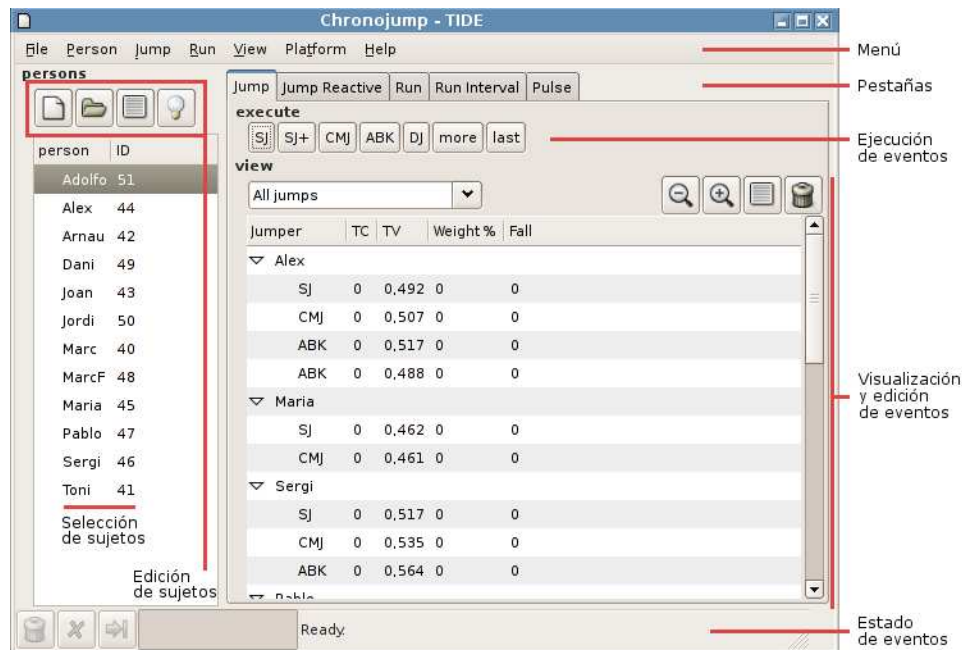 Chronojump - TIDE
File Person Jump Run View Platform Help
Menú
persons
Jump Jump Reactive Run Run Interval Pulse
Pestañas
execute
SJ SJ+ CMJ ABK DJ more last
Ejecución
de eventos
view
All jumps
person ID
Adolfo 51
Alex 44
Arnau 42
Dani 49
Joan 43
Jordi 50
Marc 40
MarcF 48
Maria 45
Pablo 47
Sergi 46
Toni 41
Selección
de sujetos
Edición
de sujetos
Jumper TC TV Weight % Fall
Alex
SJ 0 0,492 0 0
CMJ 0 0,507 0 0
ABK 0 0,517 0 0
ABK 0 0,488 0 0
Maria
SJ 0 0,462 0 0
CMJ 0 0,461 0 0
Sergi
SJ 0 0,517 0 0
CMJ 0 0,535 0 0
ABK 0 0,564 0 0
Pablo
Visualización
y edición
de eventos
Ready.
Estado
de eventos